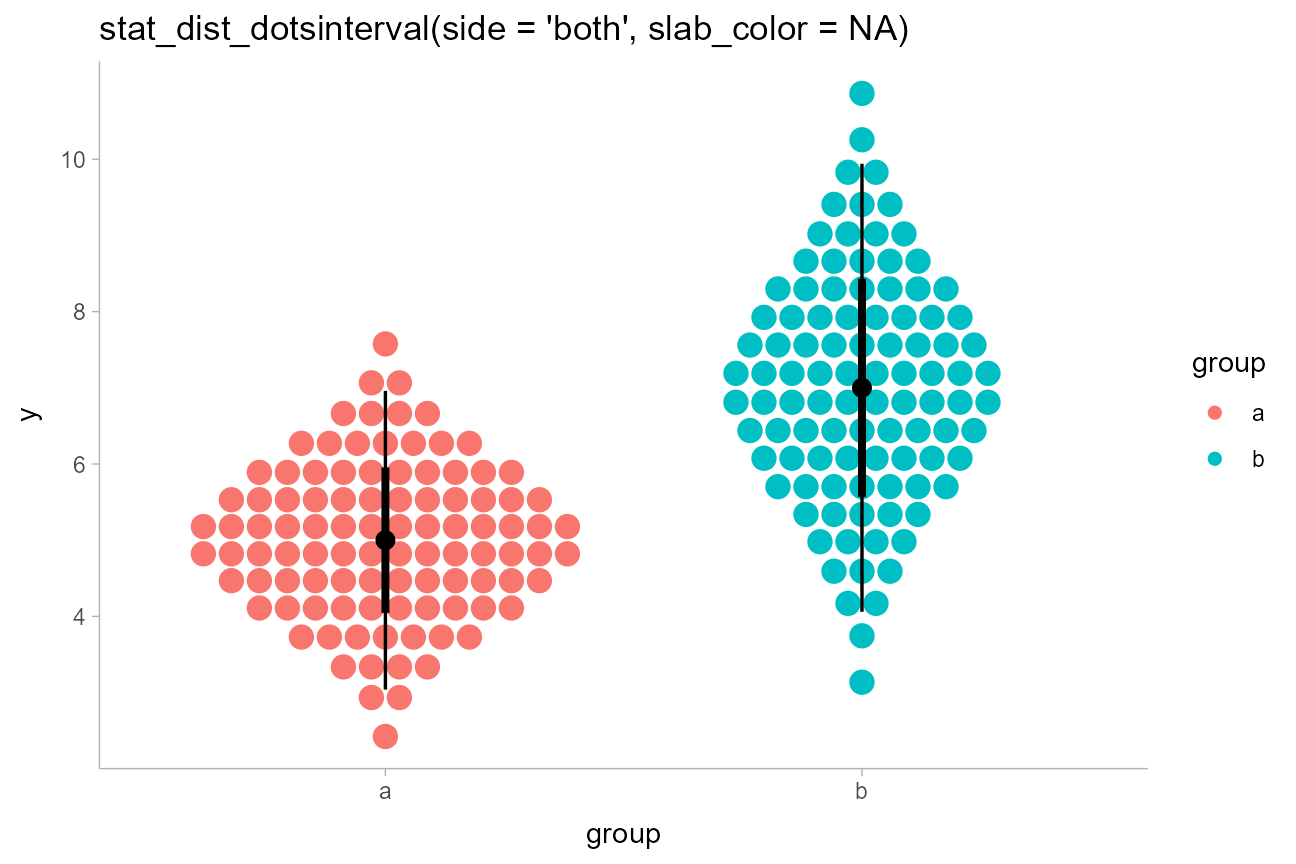 stat_dist_dotsinterval(side = 'both', slab_color = NA)
10
8
6
4
y
a
b
group
group
a
b